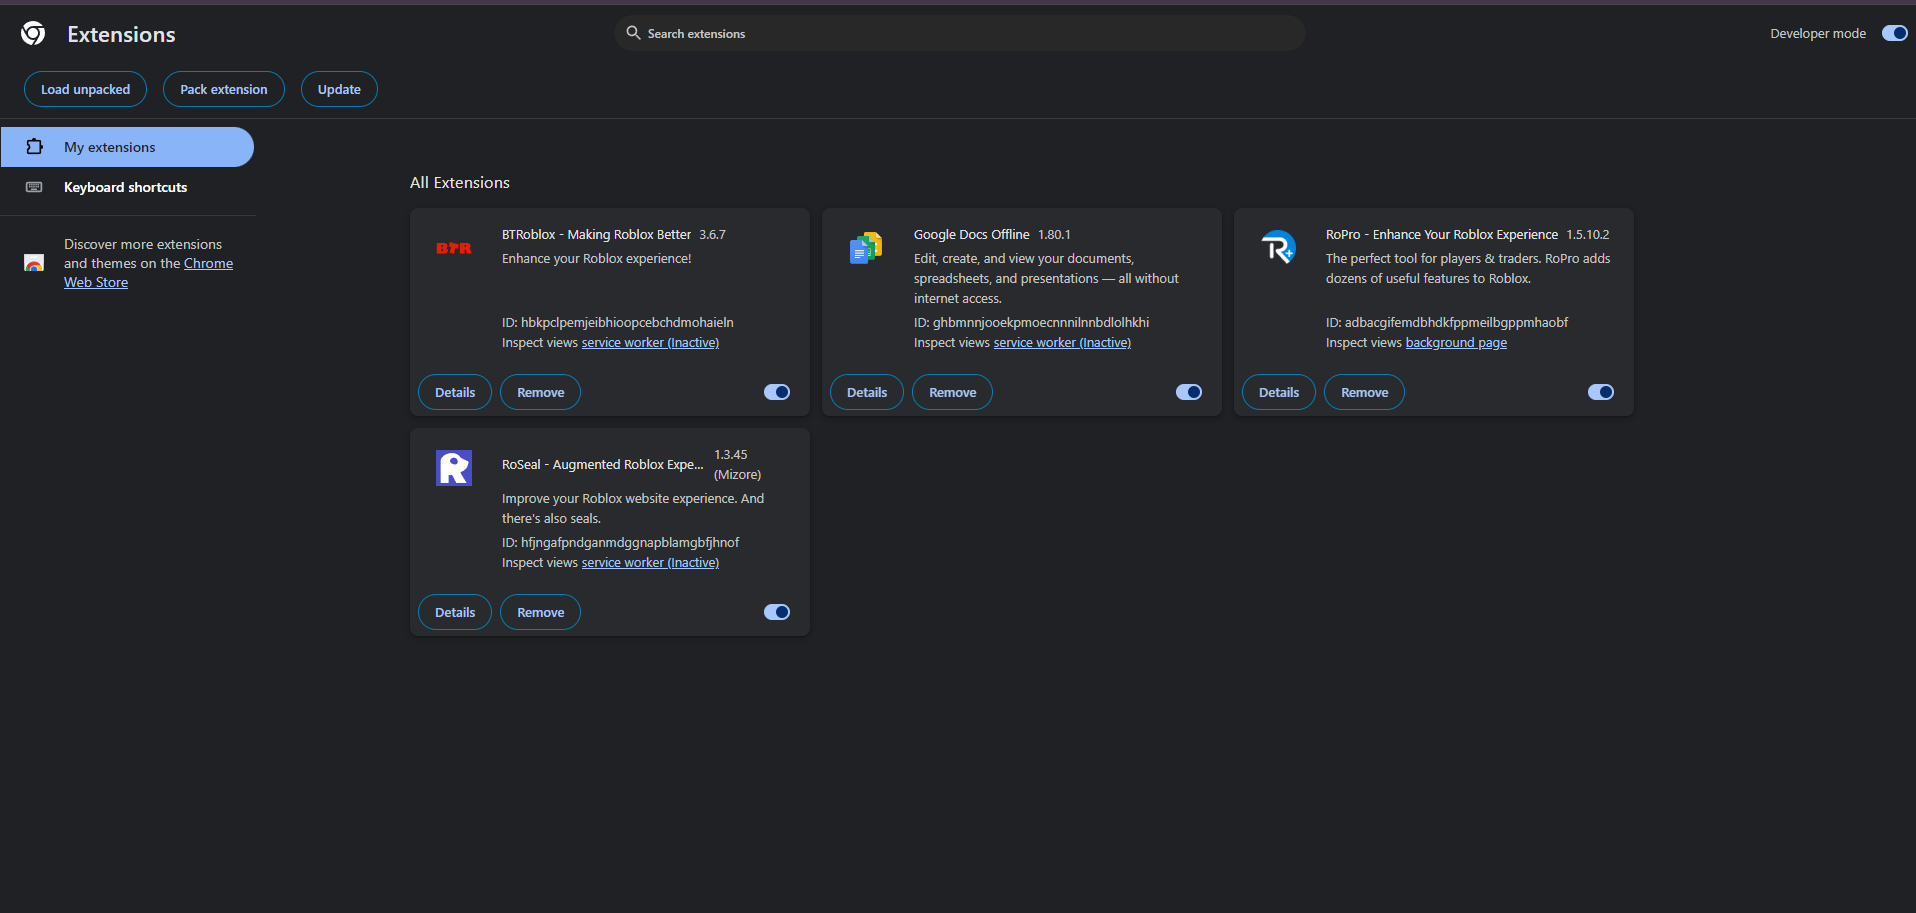 Extensions
Search extensions
Developer mode
Load unpacked
Pack extension
Update
My extensions
Keyboard shortcuts
Discover more extensions
and themes on the Chrome
Web Store
All Extensions
BTR
BTRoblox - Making Roblox Better 3.6.7
Enhance your Roblox experience!
ID: hbkpclpemjeibhioopcebchdmohaieln
Inspect views service worker (Inactive)
Details
Remove
Google Docs Offline 1.80.1
Edit, create, and view your documents,
spreadsheets, and presentations — all without
internet access.
ID: ghbmnnjooekpmoecnnnilnnbdlolhkhi
Inspect views service worker (Inactive)
Details
Remove
RoPro - Enhance Your Roblox Experience 1.5.10.2
The perfect tool for players & traders. RoPro adds
dozens of useful features to Roblox.
ID: adbacgifemdbhdkfppmeilbgppmhaobf
Inspect views background page
Details
Remove
RoSeal - Augmented Roblox Expe... 1.3.45
(Mizore)
Improve your Roblox website experience. And
there's also seals.
ID: hfjngafpndganmdggnapblamgbfjhnof
Inspect views service worker (Inactive)
Details
Remove